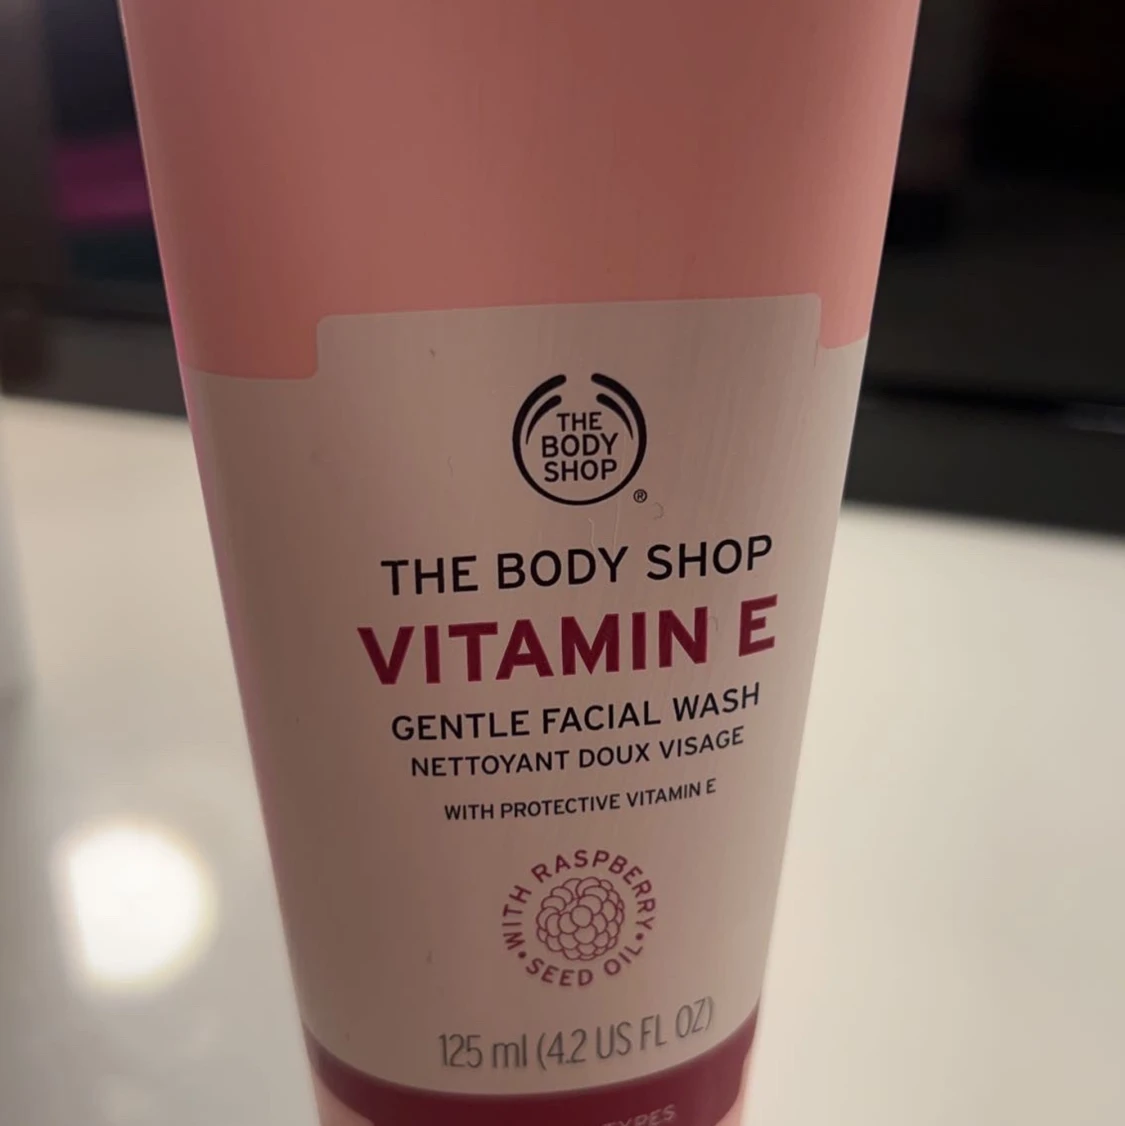 THE
BODY
SHOP
®
THE BODY SHOP
VITAMIN E
GENTLE FACIAL WASH
NETTOYANT DOUX VISAGE
WITH PROTECTIVE VITAMIN E
WITH RASPBERRY
• SEED OIL •
125 ml (4.2 US FL OZ)
TYPES